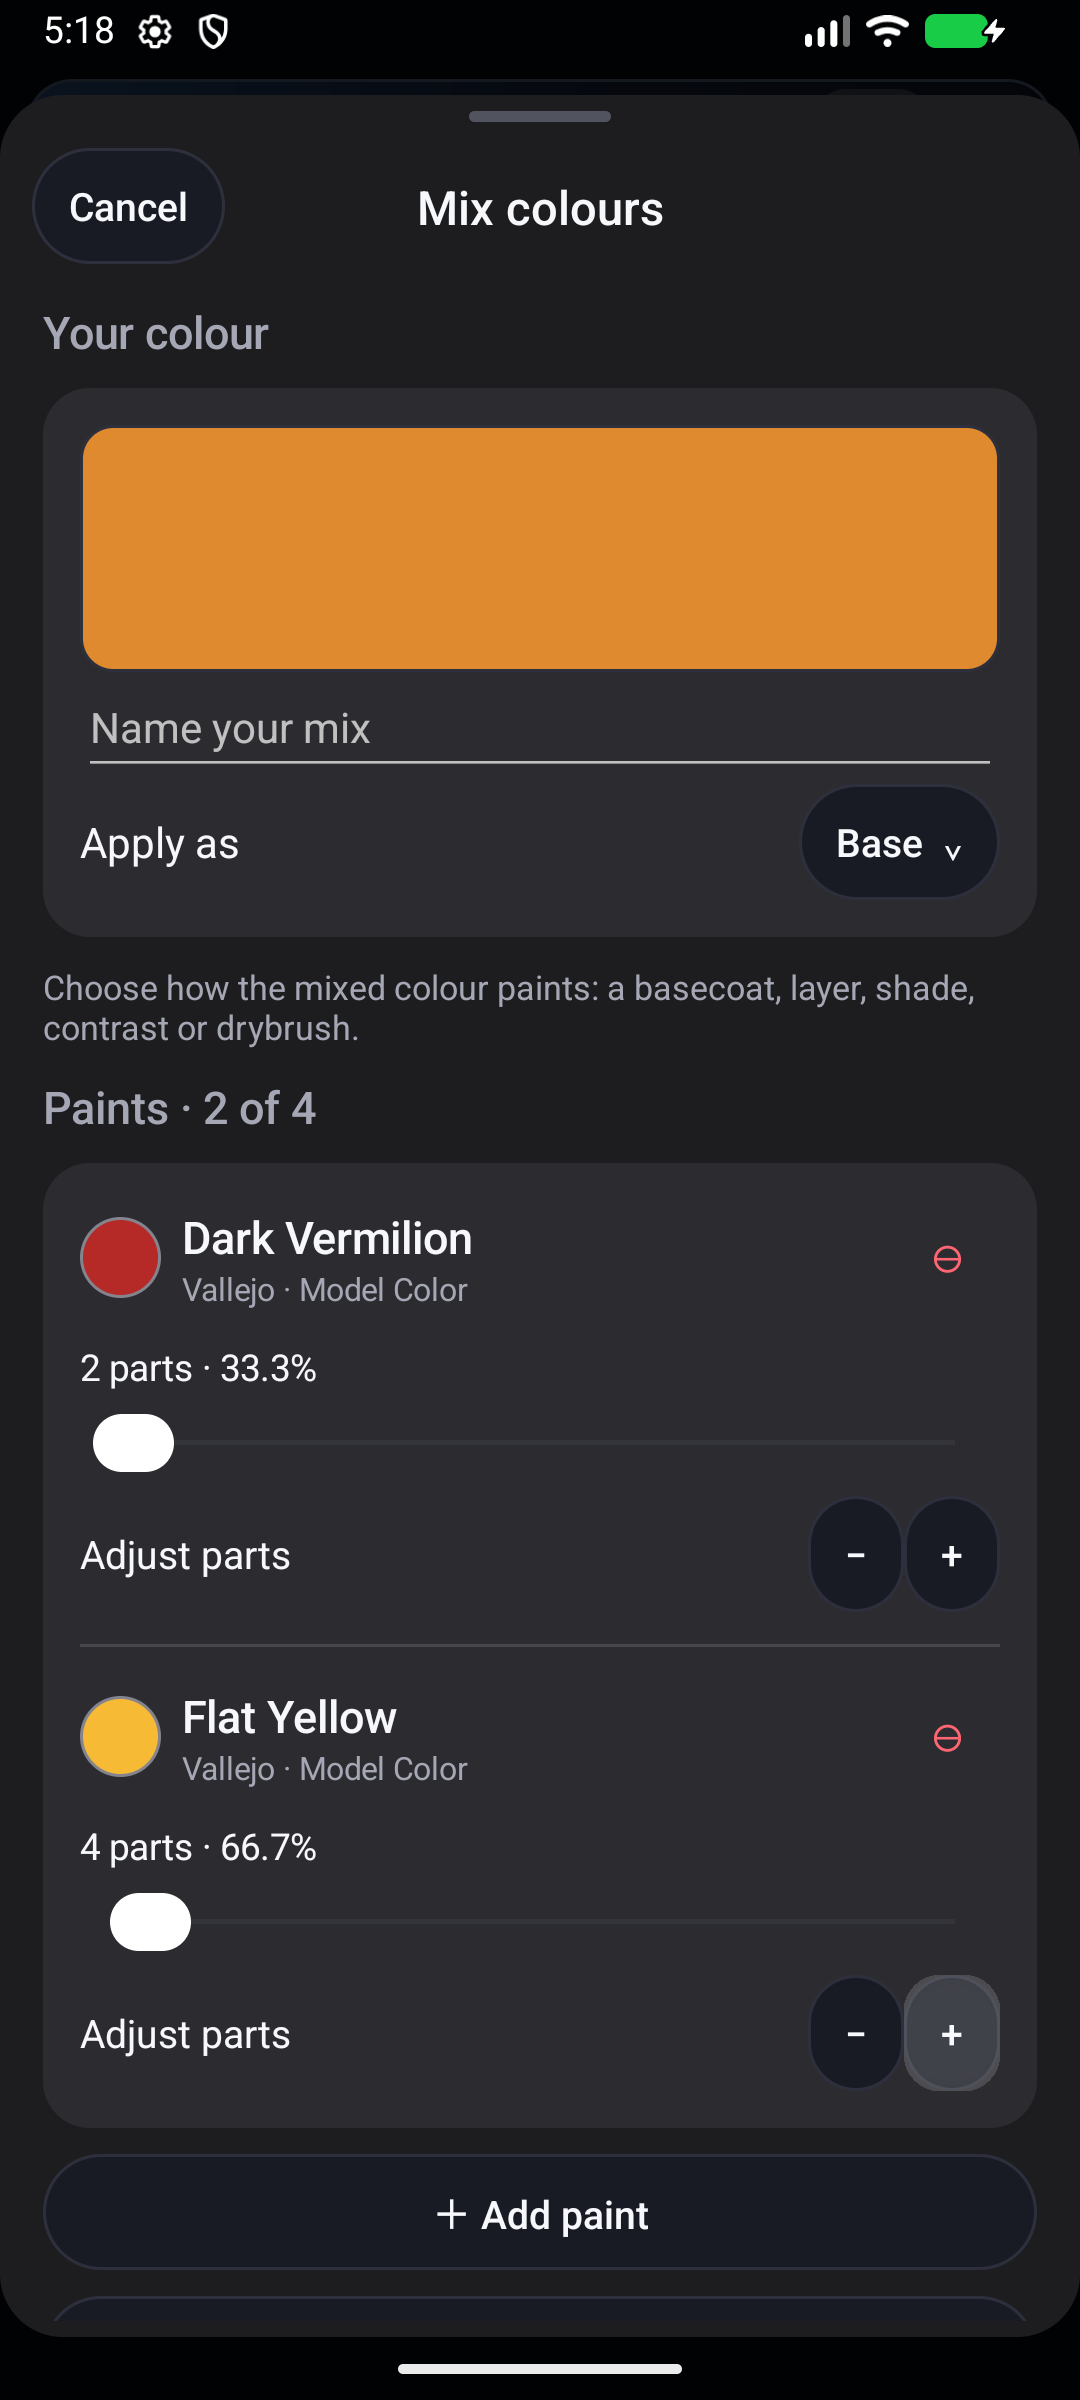 5:18
Cancel
Mix colours
Your colour
Name your mix
Apply as
Base
Choose how the mixed colour paints: a basecoat, layer, shade,
contrast or drybrush.
Paints · 2 of 4
Dark Vermilion
Vallejo · Model Color
2 parts · 33.3%
Adjust parts
− +
Flat Yellow
Vallejo · Model Color
4 parts · 66.7%
Adjust parts
− +
+ Add paint